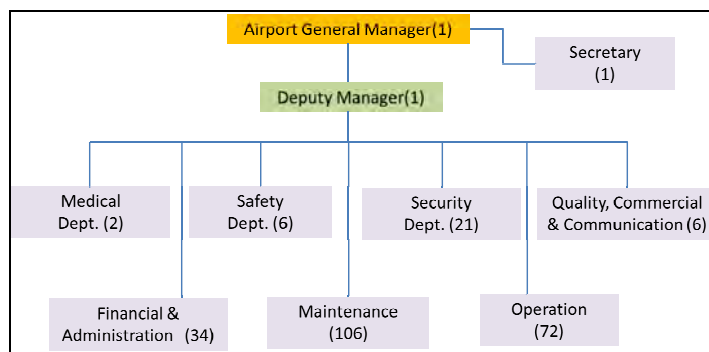 Airport General Manager(1)
Secretary
(1)
Deputy Manager(1)
Medical
Dept. (2)
Safety
Dept. (6)
Security
Dept. (21)
Quality, Commercial
& Communication (6)
Financial &
Administration (34)
Maintenance
(106)
Operation
(72)